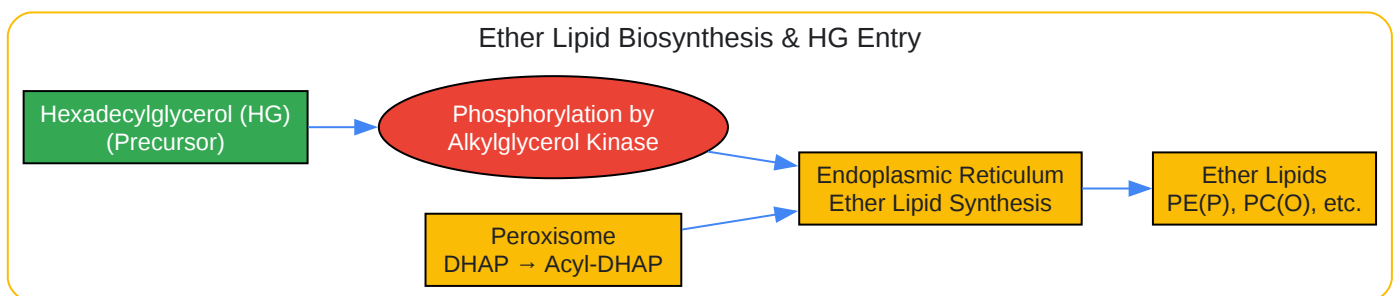 Ether Lipid Biosynthesis & HG Entry
Hexadecylglycerol (HG)
(Precursor)
Phosphorylation by
Alkylglycerol Kinase
Peroxisome
DHAP → Acyl-DHAP
Endoplasmic Reticulum
Ether Lipid Synthesis
Ether Lipids
PE(P), PC(O), etc.